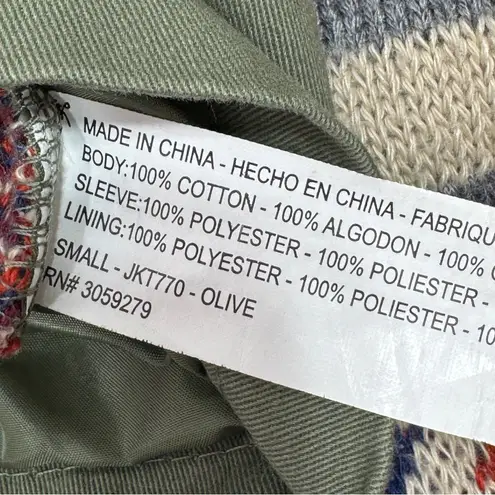 MADE IN CHINA - HECHO EN CHINA - FABRIQU
BODY:100% COTTON - 100% ALGODON - 100%
SLEEVE:100% POLYESTER - 100% POLIESTER -
LINING:100% POLYESTER - 100% POLIESTER - 10
SMALL - JKT770 - OLIVE
RN# 3059279